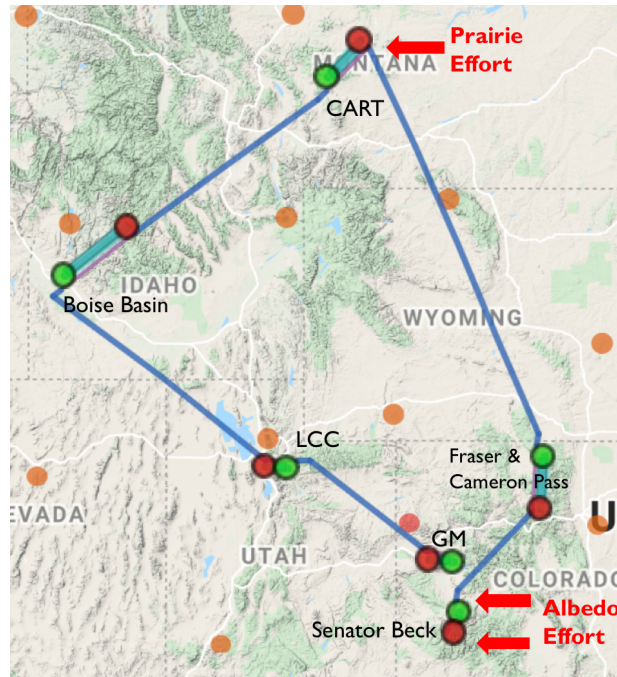 Prairie
Effort
MONTANA
CART
IDAHO
Boise Basin
WYOMING
LCC
Fraser &
Cameron Pass
EVADA
U
GM
UTAH
COLORADO
Albedo
Senator Beck
Effort